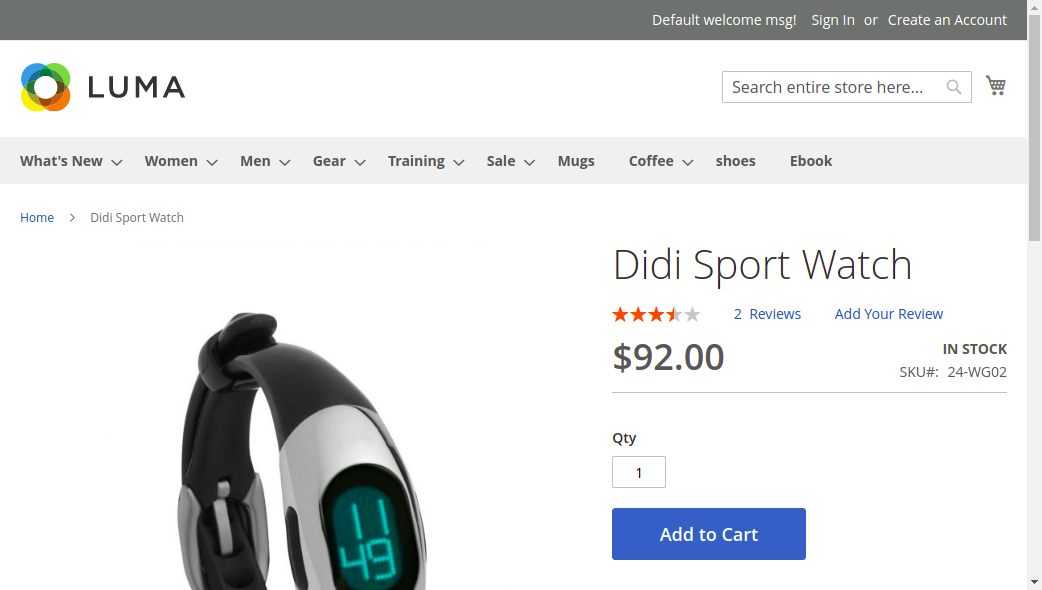 Default welcome msg! Sign In or Create an Account
LUMA
Search entire store here...
What's New Women Men Gear Training Sale Mugs Coffee shoes Ebook
Home Didi Sport Watch
Didi Sport Watch
2 Reviews Add Your Review
$92.00
IN STOCK
SKU#: 24-WG02
Qty
1
Add to Cart
11
49